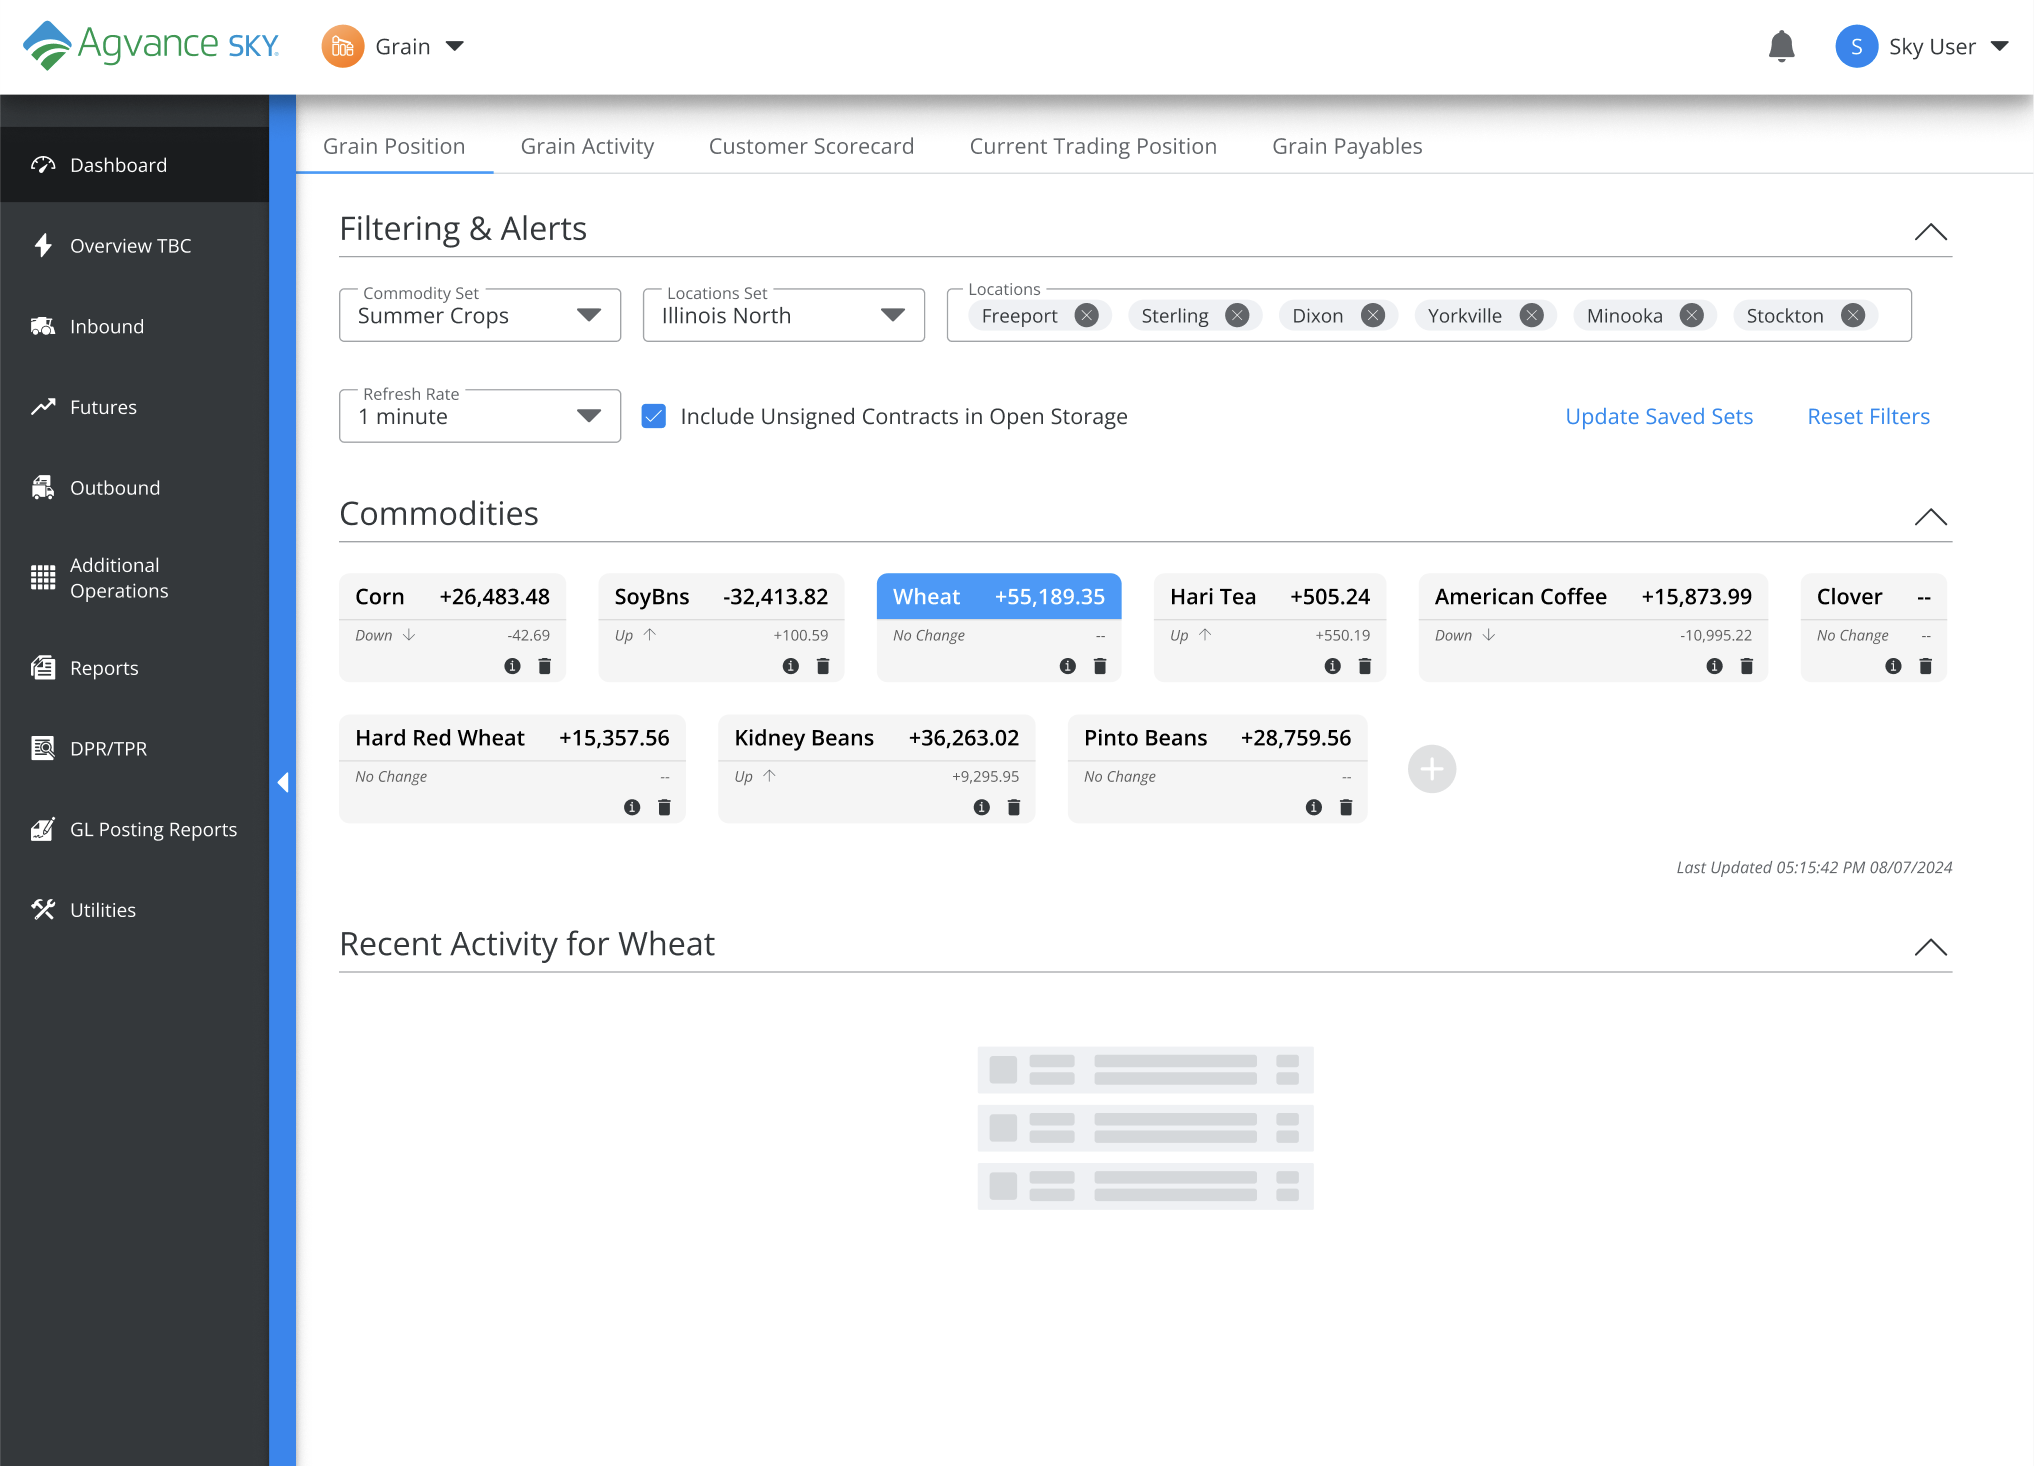 Agvance SKY
Grain
S
Sky User
Dashboard
Overview TBC
Inbound
Futures
Outbound
Additional
Operations
Reports
DPR/TPR
GL Posting Reports
Utilities
Grain Position
Grain Activity
Customer Scorecard
Current Trading Position
Grain Payables
Filtering & Alerts
Commodity Set
Summer Crops
Locations Set
Illinois North
Locations
Freeport
Sterling
Dixon
Yorkville
Minooka
Stockton
Refresh Rate
1 minute
Include Unsigned Contracts in Open Storage
Update Saved Sets
Reset Filters
Commodities
Corn +26,483.48
Down -42.69
SoyBns -32,413.82
Up +100.59
Wheat +55,189.35
No Change --
Hari Tea +505.24
Up +550.19
American Coffee +15,873.99
Down -10,995.22
Clover --
No Change --
Hard Red Wheat +15,357.56
No Change --
Kidney Beans +36,263.02
Up +9,295.95
Pinto Beans +28,759.56
No Change --
Last Updated 05:15:42 PM 08/07/2024
Recent Activity for Wheat